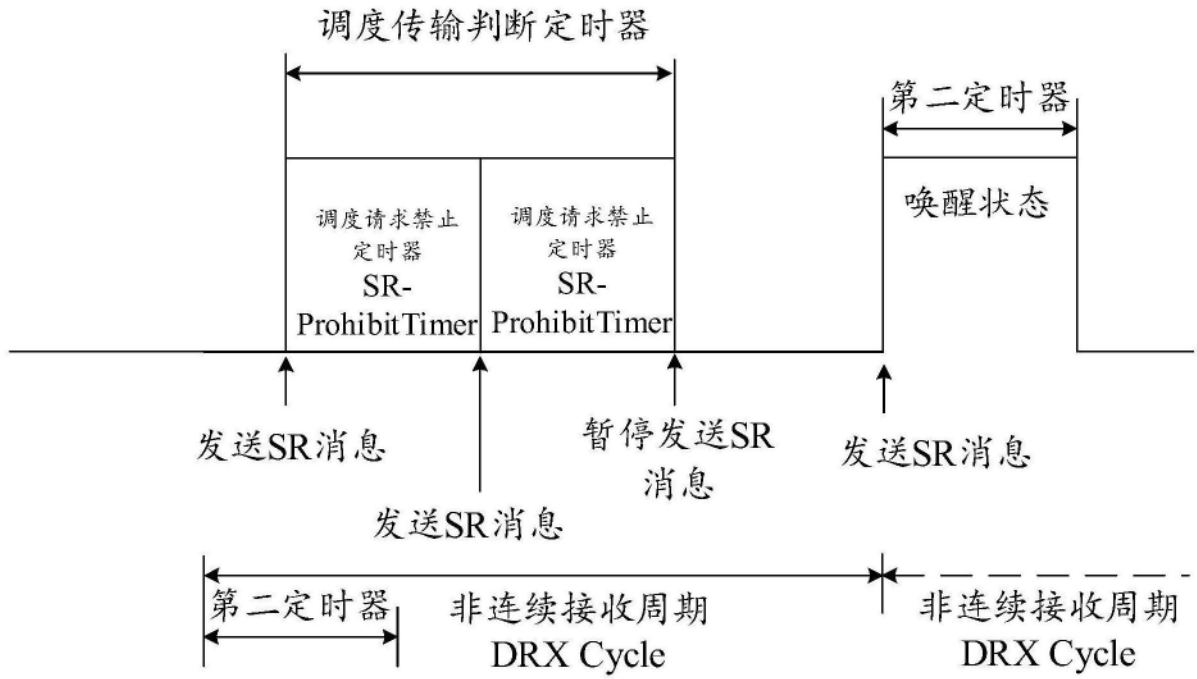 调度传输判断定时器
第二定时器
唤醒状态
调度请求禁止
定时器
SR-
ProhibitTimer
调度请求禁止
定时器
SR-
ProhibitTimer
发送SR消息
发送SR消息
暂停发送SR
消息
发送SR消息
第二定时器
非连续接收周期
DRX Cycle
非连续接收周期
DRX Cycle